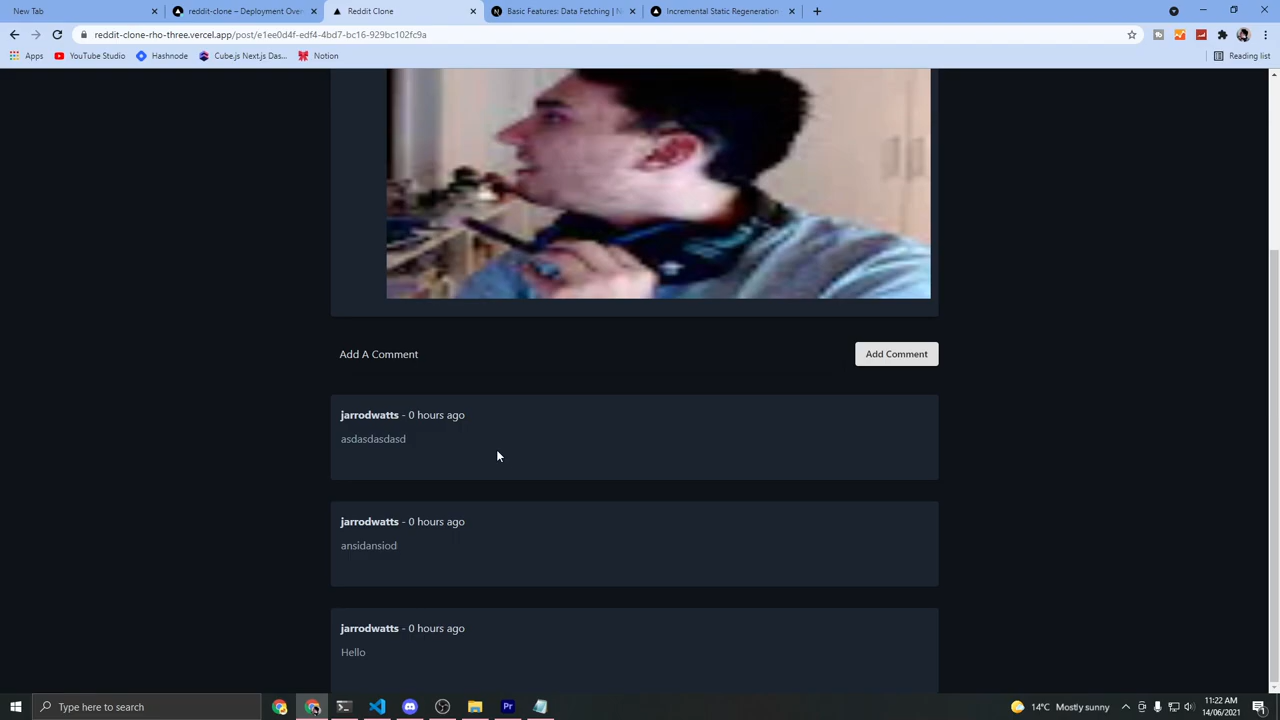 New Tab
reddit-clone – Deployment Over
Reddit Clone
Basic Features: Data Fetching | N
Incremental Static Regeneration
reddit-clone-rho-three.vercel.app/post/e1ee0d4f-edf4-4bd7-bc16-929bc102fc9a
Apps
YouTube Studio
Hashnode
Cube.js Next.js Das...
Notion
Reading list
Add A Comment
Add Comment
jarrodwatts - 0 hours ago
asdasdasdasd
jarrodwatts - 0 hours ago
ansidansiod
jarrodwatts - 0 hours ago
Hello
Type here to search
Pr
14°C Mostly sunny
11:22 AM
14/06/2021